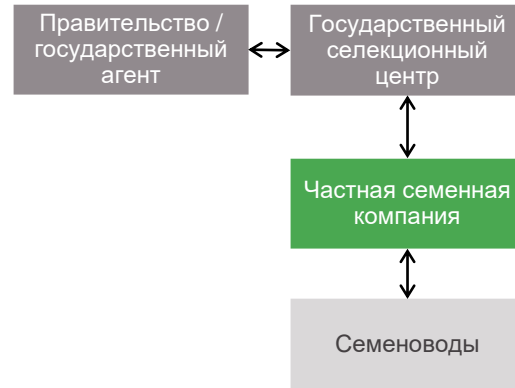 Правительство /
государственный
агент
Государственный
селекционный
центр
Частная семенная
компания
Семеноводы